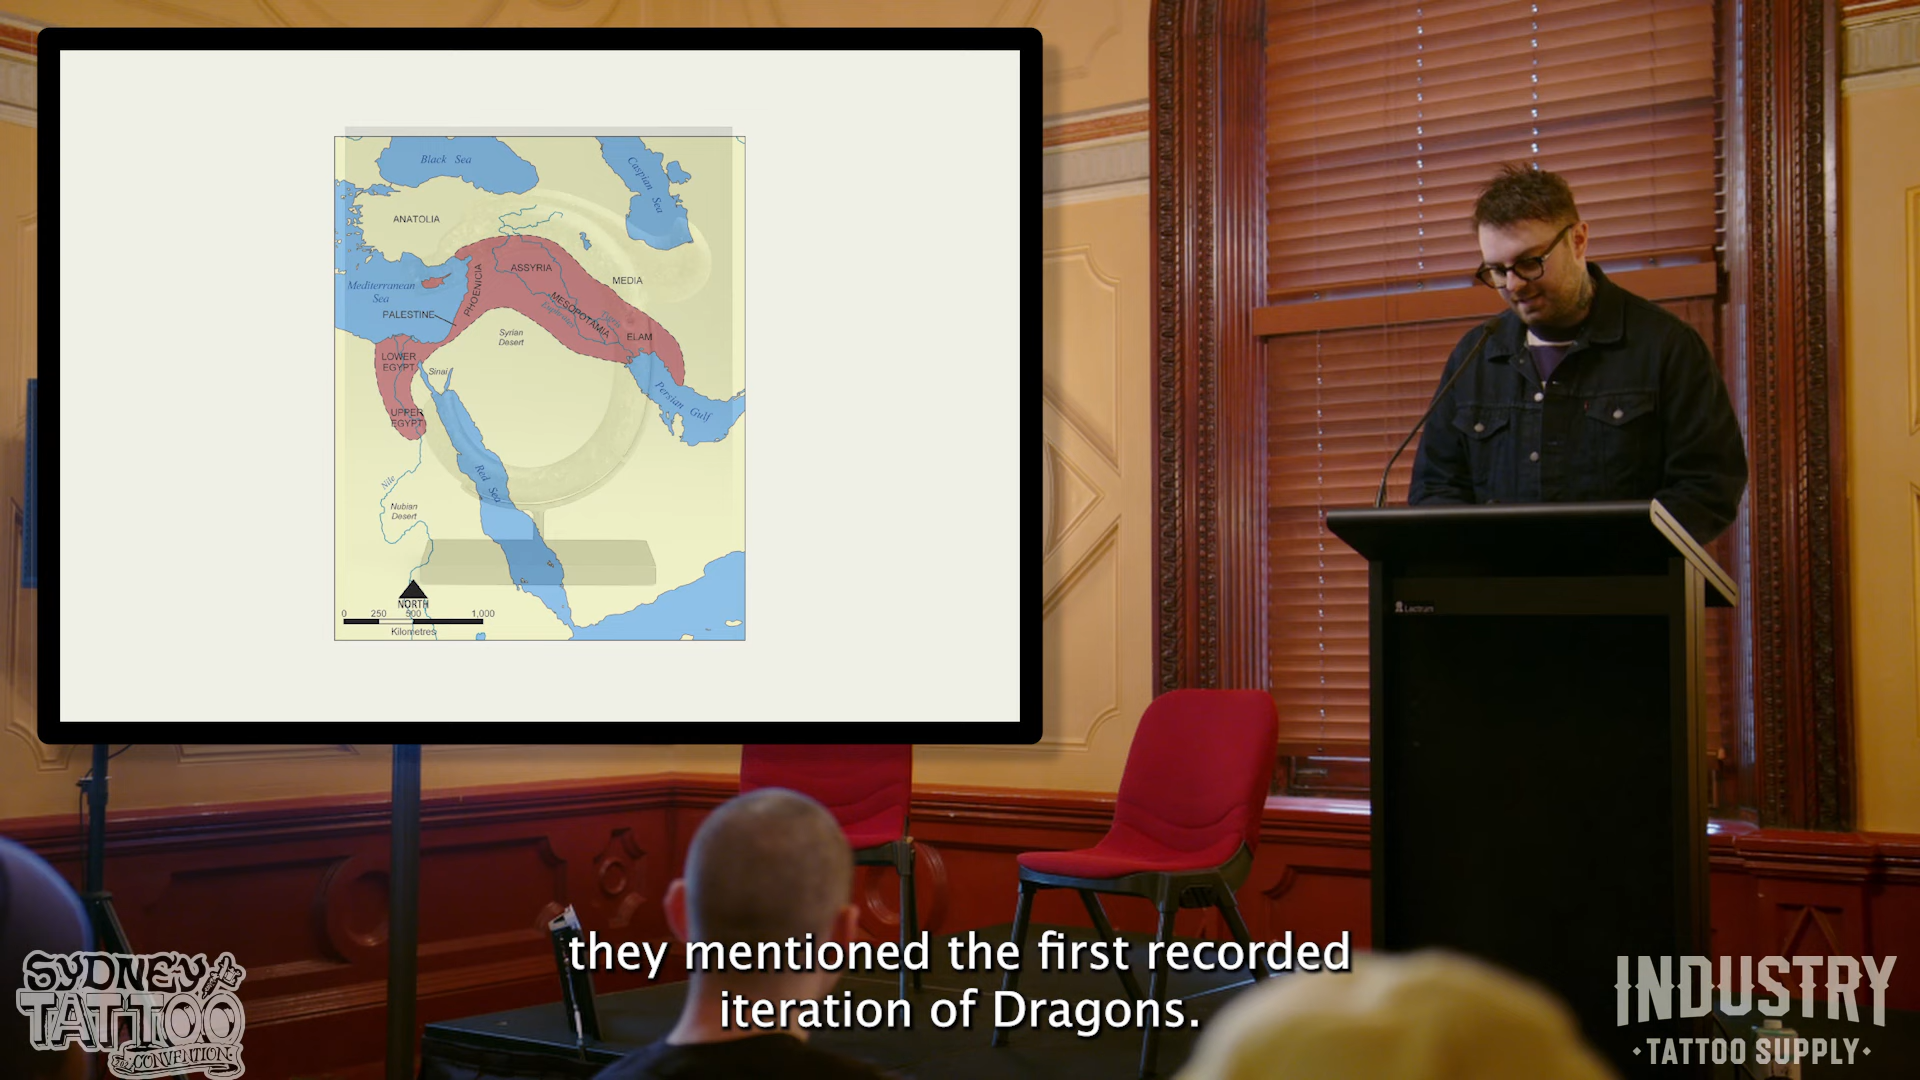 Black Sea
Caspian
Sea
ANATOLIA
ASSYRIA
MEDIA
PHOENICIA
Mediterranean
Sea
MESOPOTAMIA
Euphrates
Tigris
PALESTINE
Syrian
Desert
ELAM
LOWER
EGYPT
Sinai
Persian Gulf
UPPER
EGYPT
Red Sea
Nile
Nubian
Desert
NORTH
0 250 500 1,000
Kilometres
Lectrum
they mentioned the first recorded
iteration of Dragons.
SYDNEY
TATTOO
CONVENTION
INDUSTRY
•TATTOO SUPPLY•